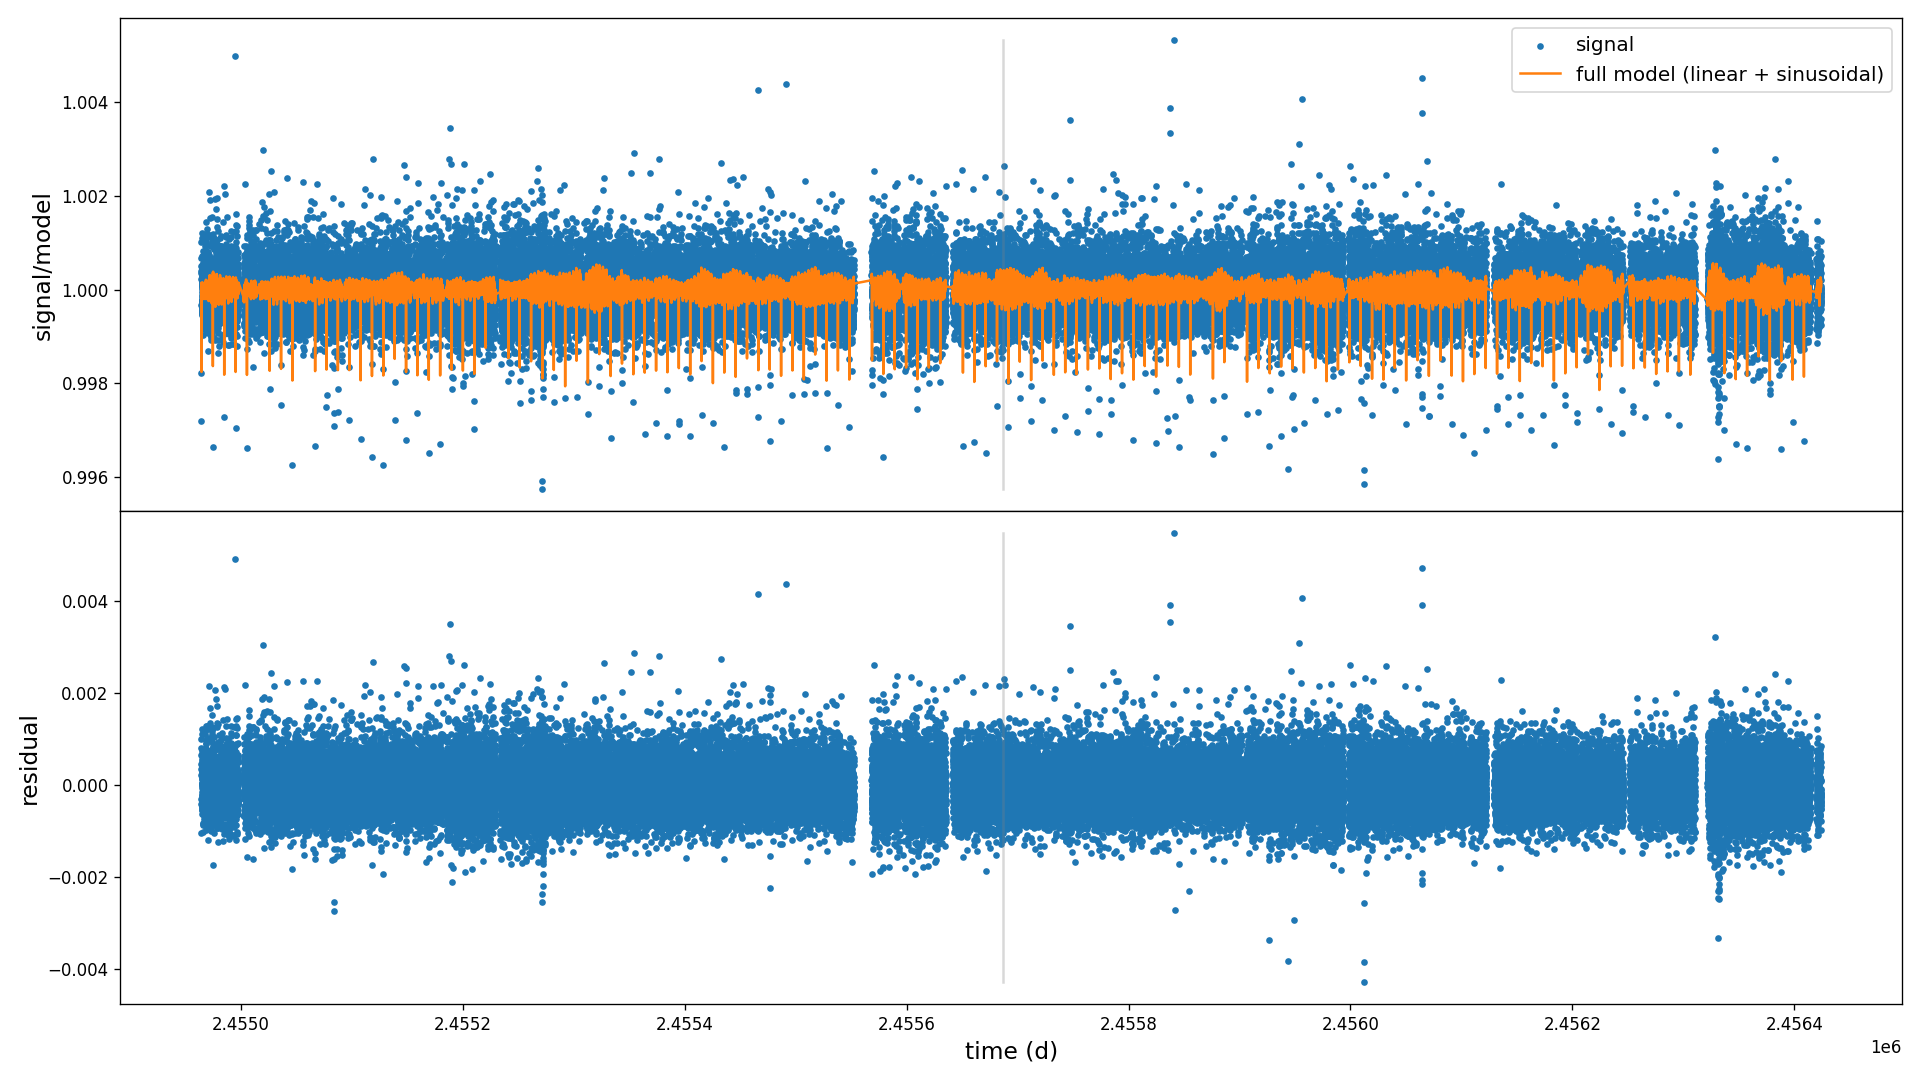 signal
full model (linear + sinusoidal)
signal/model
1.004
1.002
1.000
0.998
0.996
residual
0.004
0.002
0.000
−0.002
−0.004
2.4550 2.4552 2.4554 2.4556 2.4558 2.4560 2.4562 2.4564
1e6
time (d)